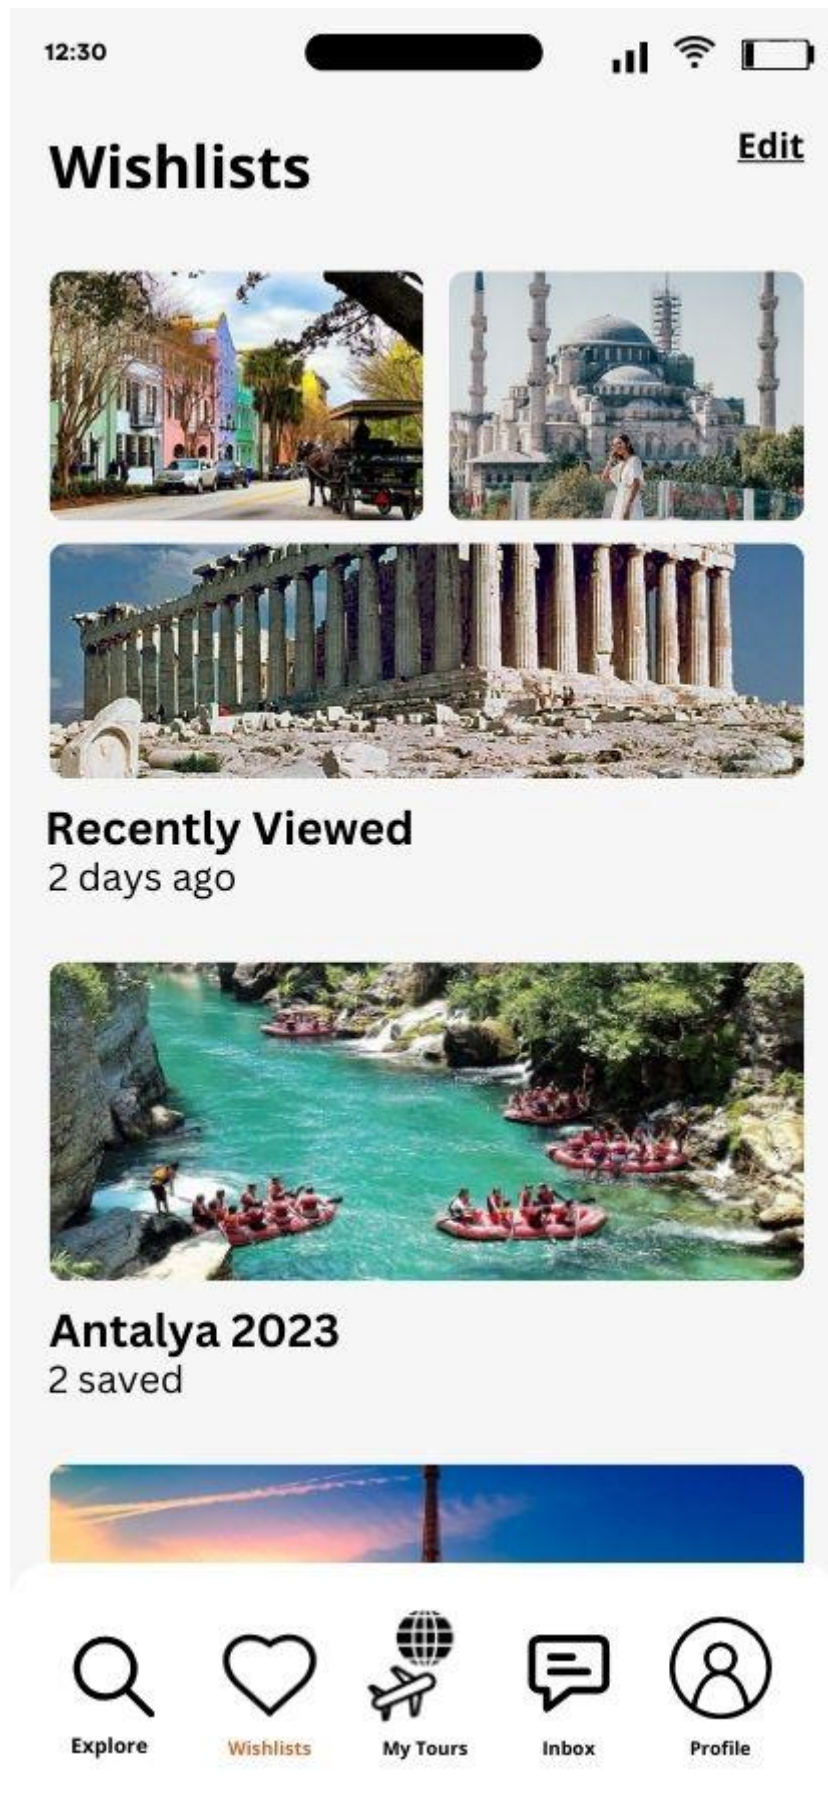 12:30
Wishlists
Edit
Recently Viewed
2 days ago
Antalya 2023
2 saved
Explore
Wishlists
My Tours
Inbox
Profile